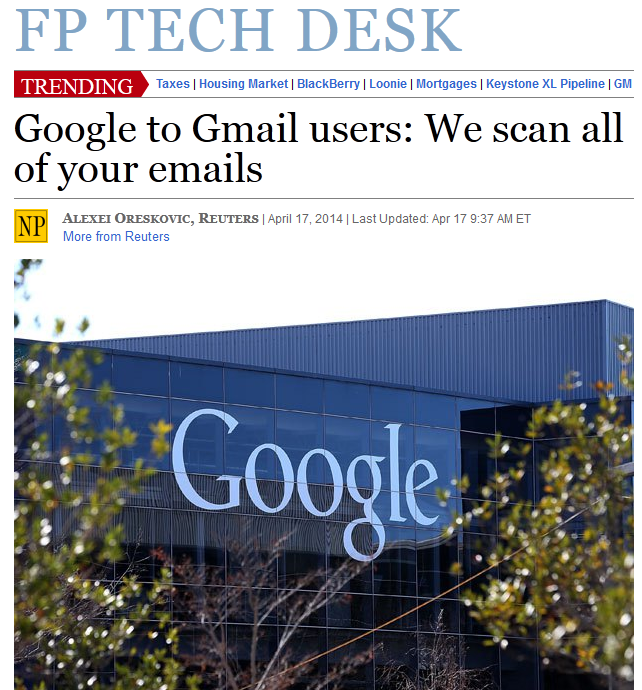 FP TECH DESK
TRENDING Taxes | Housing Market | BlackBerry | Loonie | Mortgages | Keystone XL Pipeline | GM
Google to Gmail users: We scan all
of your emails
NP ALEXEI ORESKOVIC, REUTERS | April 17, 2014 | Last Updated: Apr 17 9:37 AM ET
More from Reuters
Google